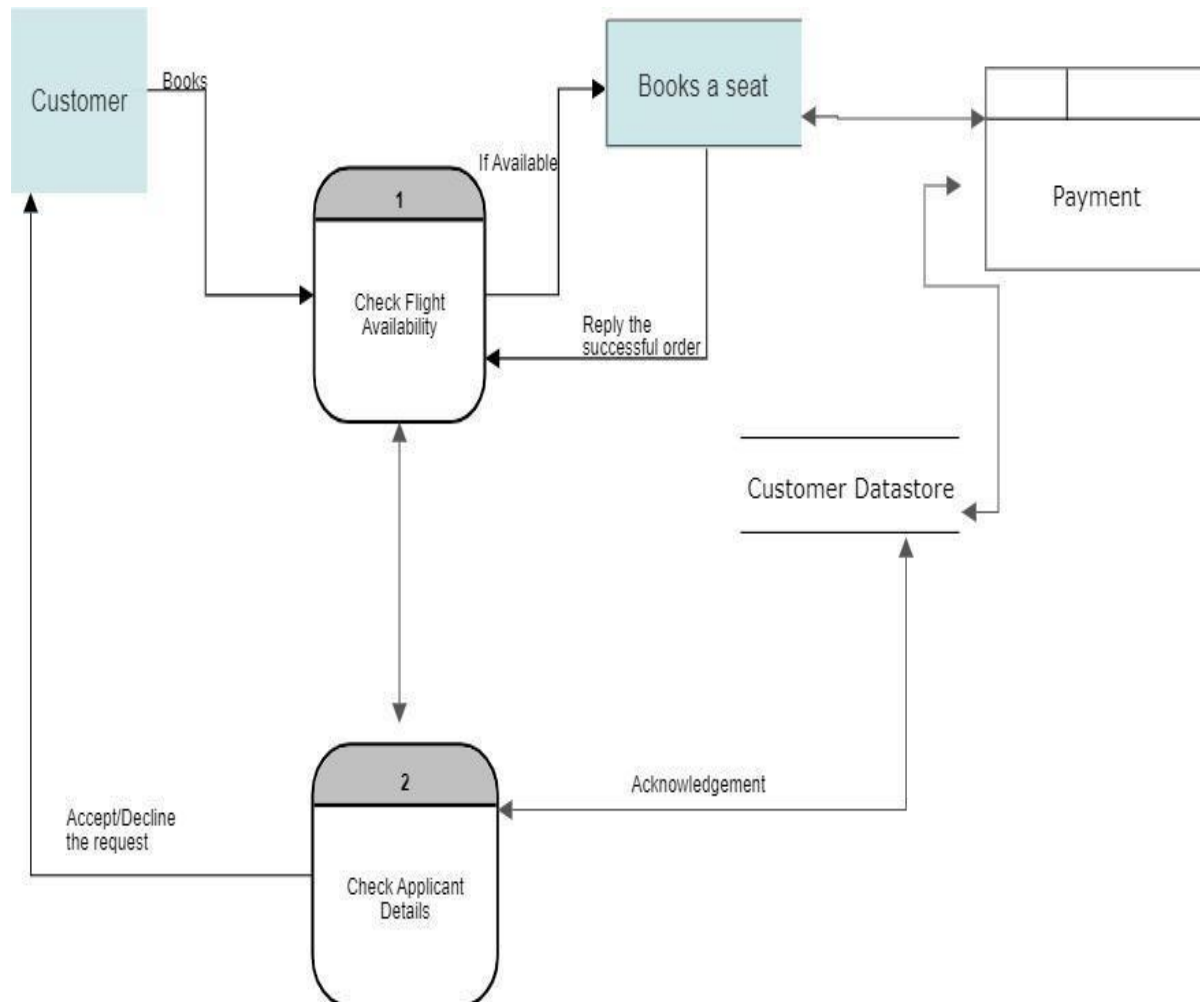 Customer
Books
Books a seat
If Available
1
Check Flight
Availability
Reply the
successful order
Payment
Customer Datastore
2
Check Applicant
Details
Acknowledgement
Accept/Decline
the request